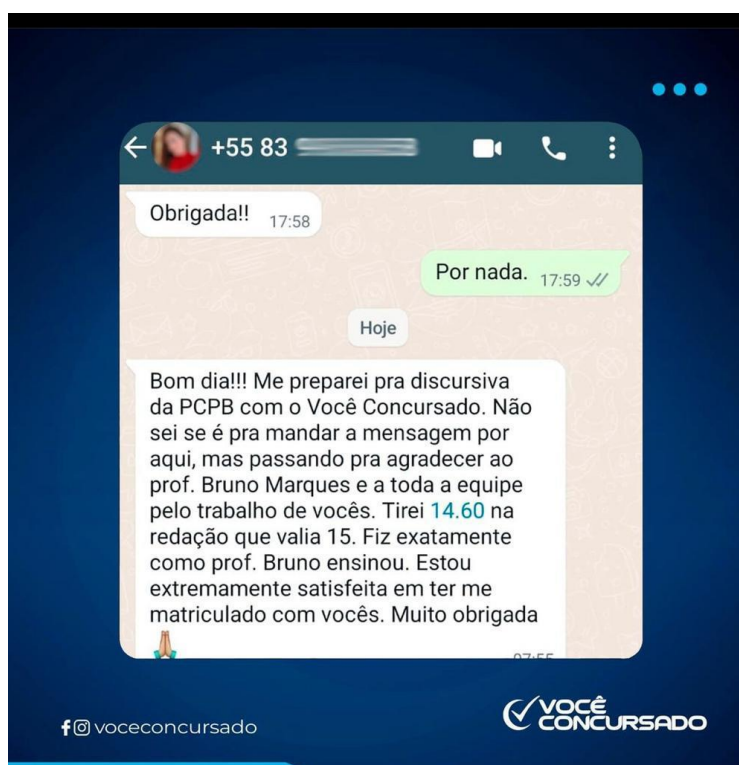 +55 83
Obrigada!! 17:58
Por nada. 17:59
Hoje
Bom dia!!! Me preparei pra discursiva
da PCPB com o Você Concursado. Não
sei se é pra mandar a mensagem por
aqui, mas passando pra agradecer ao
prof. Bruno Marques e a toda a equipe
pelo trabalho de vocês. Tirei 14.60 na
redação que valia 15. Fiz exatamente
como prof. Bruno ensinou. Estou
extremamente satisfeita em ter me
matriculado com vocês. Muito obrigada
voceconcursado
VOCÊ
CONCURSADO